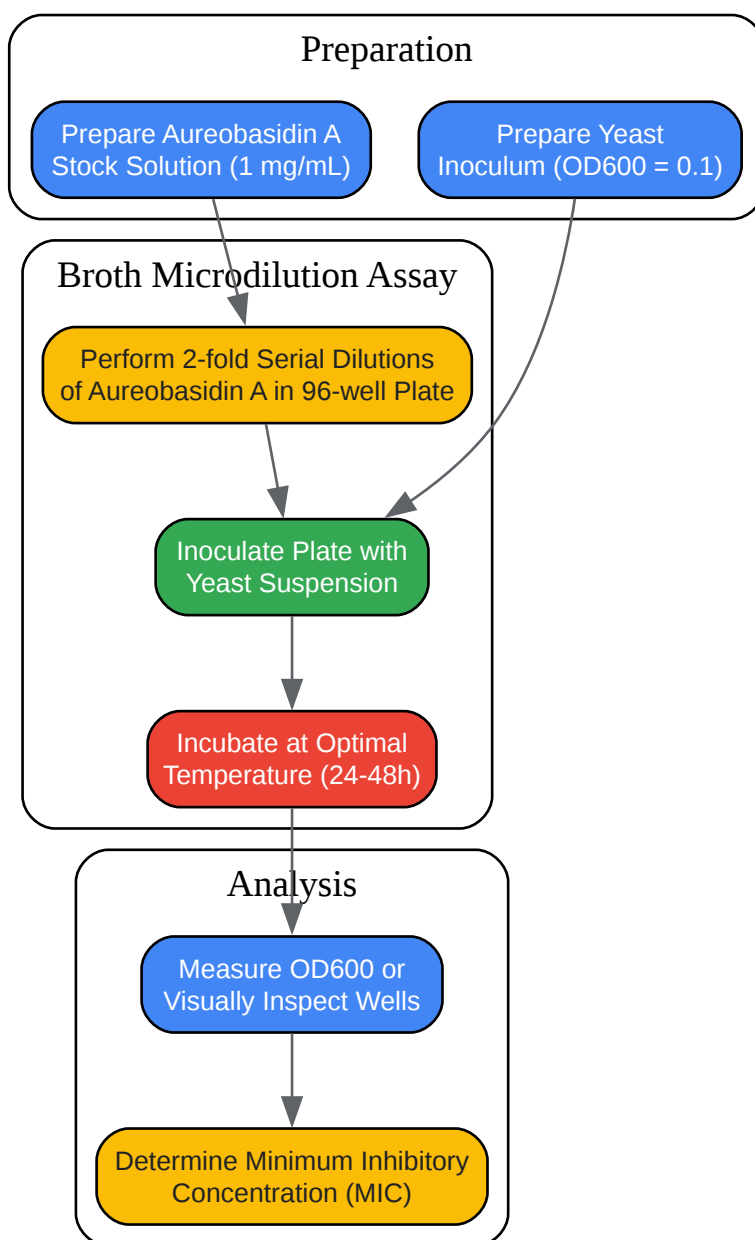 Preparation
Prepare Aureobasidin A
Stock Solution (1 mg/mL)
Prepare Yeast
Inoculum (OD600 = 0.1)
Broth Microdilution Assay
Perform 2-fold Serial Dilutions
of Aureobasidin A in 96-well Plate
Inoculate Plate with
Yeast Suspension
Incubate at Optimal
Temperature (24-48h)
Analysis
Measure OD600 or
Visually Inspect Wells
Determine Minimum Inhibitory
Concentration (MIC)